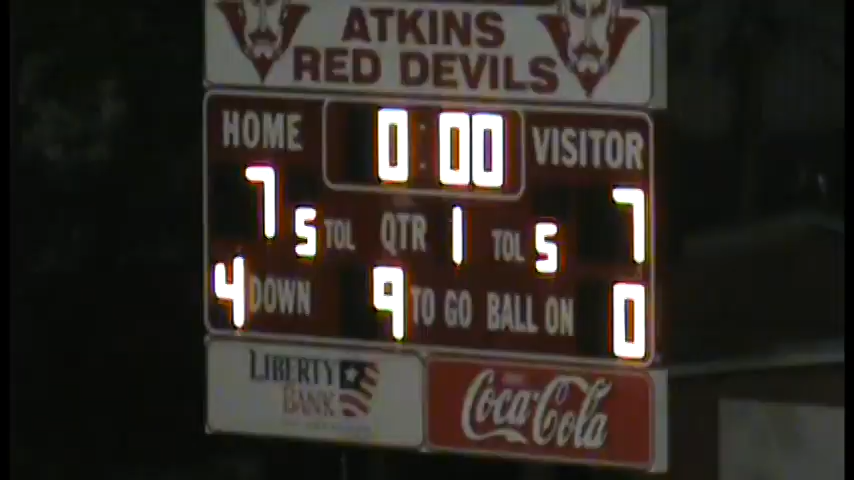 ATKINS
RED DEVILS
HOME 0:00 VISITOR
7 5 TOL QTR 1 TOL 5 7
4 DOWN 9 TO GO BALL ON 0
LIBERTY
BANK
Coca-Cola